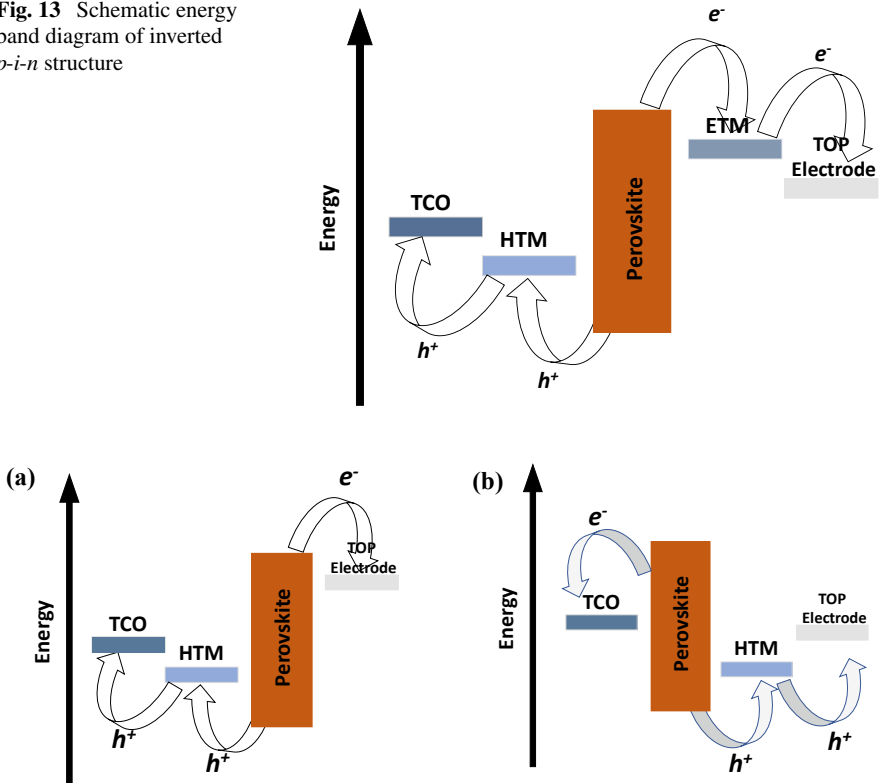 Fig. 13 Schematic energy
band diagram of inverted
p-i-n structure
e-
e-
ETM
TOP
Electrode
TCO
HTM
Energy
Perovskite
h+
h+
(a)
e-
TOP
Electrode
TCO
HTM
Energy
Perovskite
h+
h+
(b)
e-
TCO
TOP
Electrode
HTM
Energy
Perovskite
h+
h+